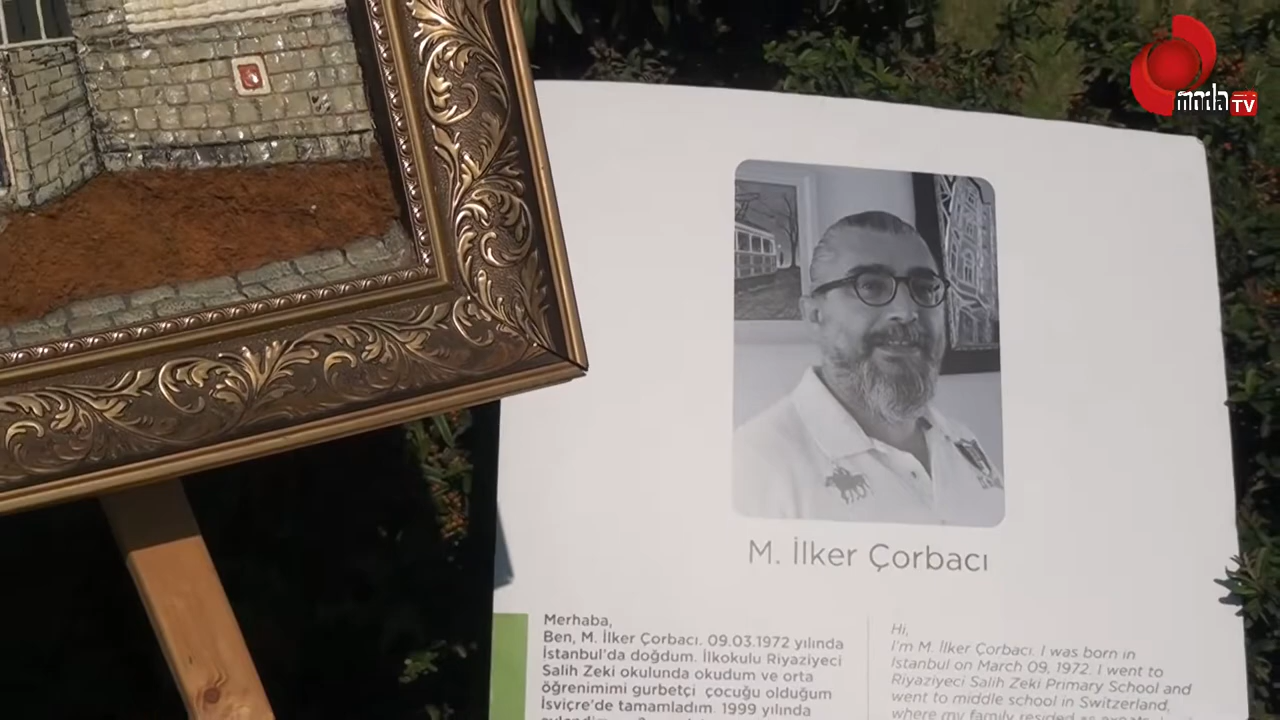 moda TV
M. İlker Çorbacı
Merhaba,
Ben, M. İlker Çorbacı. 09.03.1972 yılında
İstanbul'da doğdum. İlkokulu Riyaziyeci
Salih Zeki okulunda okudum ve orta
öğrenimimi gurbetçi çocuğu olduğum
İsviçre'de tamamladım. 1999 yılında
Hi,
I'm M. İlker Çorbacı. I was born in
Istanbul on March 09, 1972. I went to
Riyaziyeci Salih Zeki Primary School and
went to middle school in Switzerland,
where my family resided as